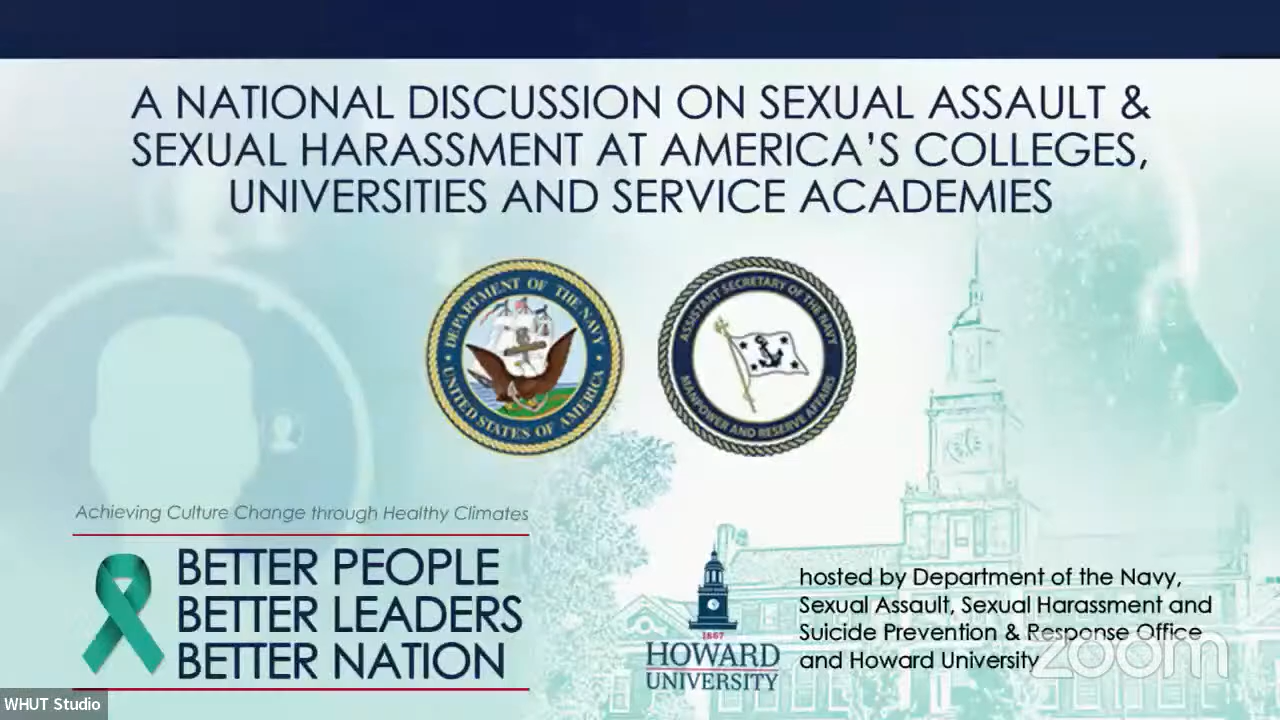 A NATIONAL DISCUSSION ON SEXUAL ASSAULT &
SEXUAL HARASSMENT AT AMERICA'S COLLEGES,
UNIVERSITIES AND SERVICE ACADEMIES
DEPARTMENT OF THE NAVY
UNITED STATES OF AMERICA
ASSISTANT SECRETARY OF THE NAVY
MANPOWER AND RESERVE AFFAIRS
Achieving Culture Change through Healthy Climates
BETTER PEOPLE
BETTER LEADERS
BETTER NATION
1867
HOWARD
UNIVERSITY
hosted by Department of the Navy,
Sexual Assault, Sexual Harassment and
Suicide Prevention & Response Office
and Howard University
zoom
WHUT Studio